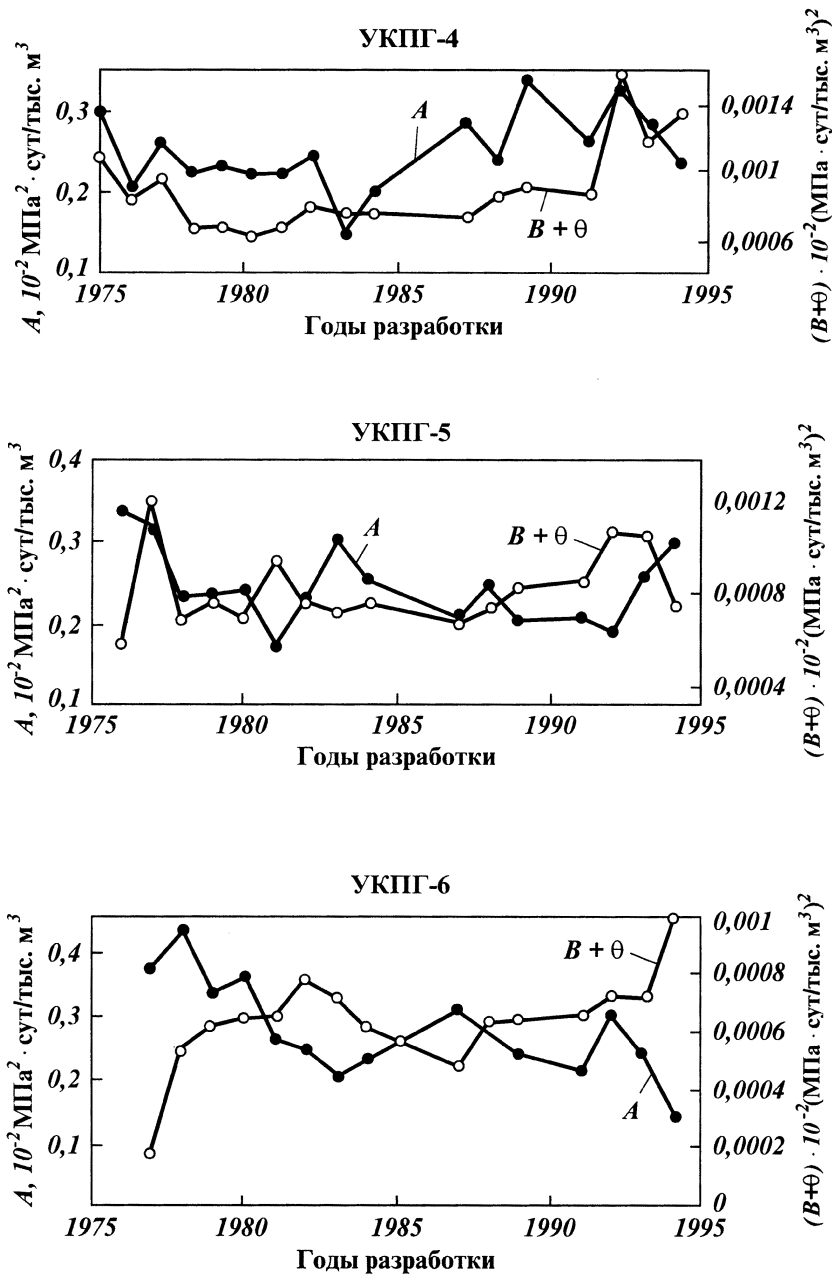 УКПГ-4
A, 10⁻² МПа² · сут/тыс. м³
0,3
0,2
0,1
A
B + θ
0,0014
0,001
0,0006
(B+θ) · 10⁻²(МПа · сут/тыс. м³)²
1975 1980 1985 1990 1995
Годы разработки
УКПГ-5
A, 10⁻² МПа² · сут/тыс. м³
0,4
0,3
0,2
0,1
A
B + θ
0,0012
0,0008
0,0004
(B+θ) · 10⁻²(МПа · сут/тыс. м³)²
1975 1980 1985 1990 1995
Годы разработки
УКПГ-6
A, 10⁻² МПа² · сут/тыс. м³
0,4
0,3
0,2
0,1
B + θ
A
0,001
0,0008
0,0006
0,0004
0,0002
0
(B+θ) · 10⁻²(МПа · сут/тыс. м³)²
1975 1980 1985 1990 1995
Годы разработки